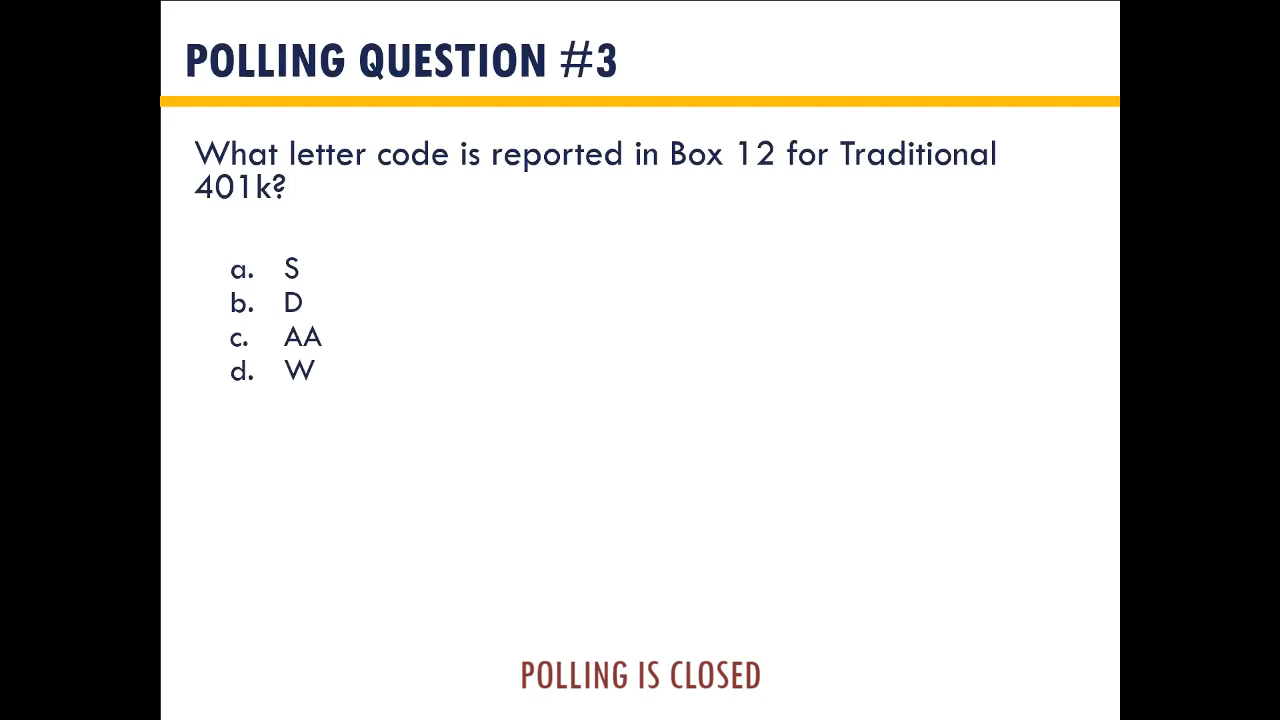 POLLING QUESTION #3
What letter code is reported in Box 12 for Traditional
401k?
a. S
b. D
c. AA
d. W
POLLING IS CLOSED